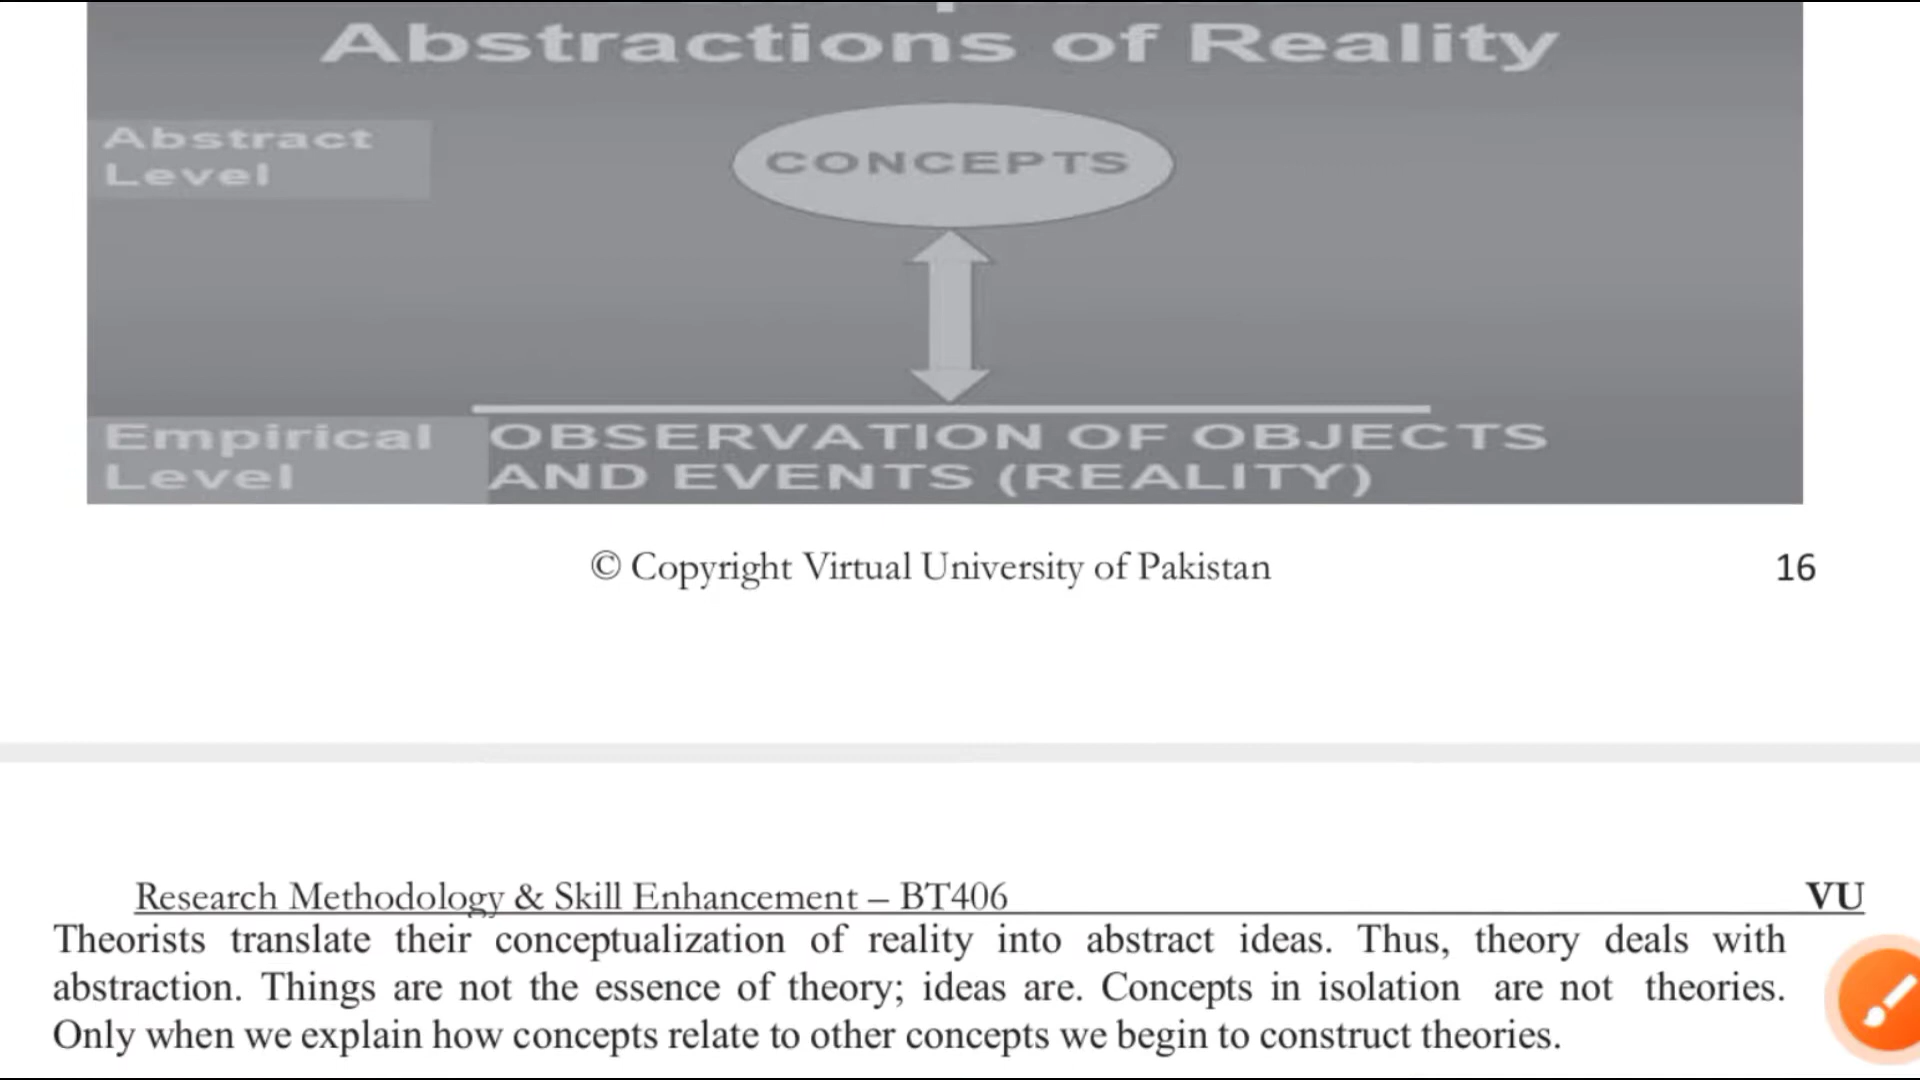 Abstractions of Reality
Abstract
Level
CONCEPTS
Empirical
Level
OBSERVATION OF OBJECTS
AND EVENTS (REALITY)
© Copyright Virtual University of Pakistan
16
Research Methodology & Skill Enhancement – BT406
VU
Theorists translate their conceptualization of reality into abstract ideas. Thus, theory deals with
abstraction. Things are not the essence of theory; ideas are. Concepts in isolation are not theories.
Only when we explain how concepts relate to other concepts we begin to construct theories.